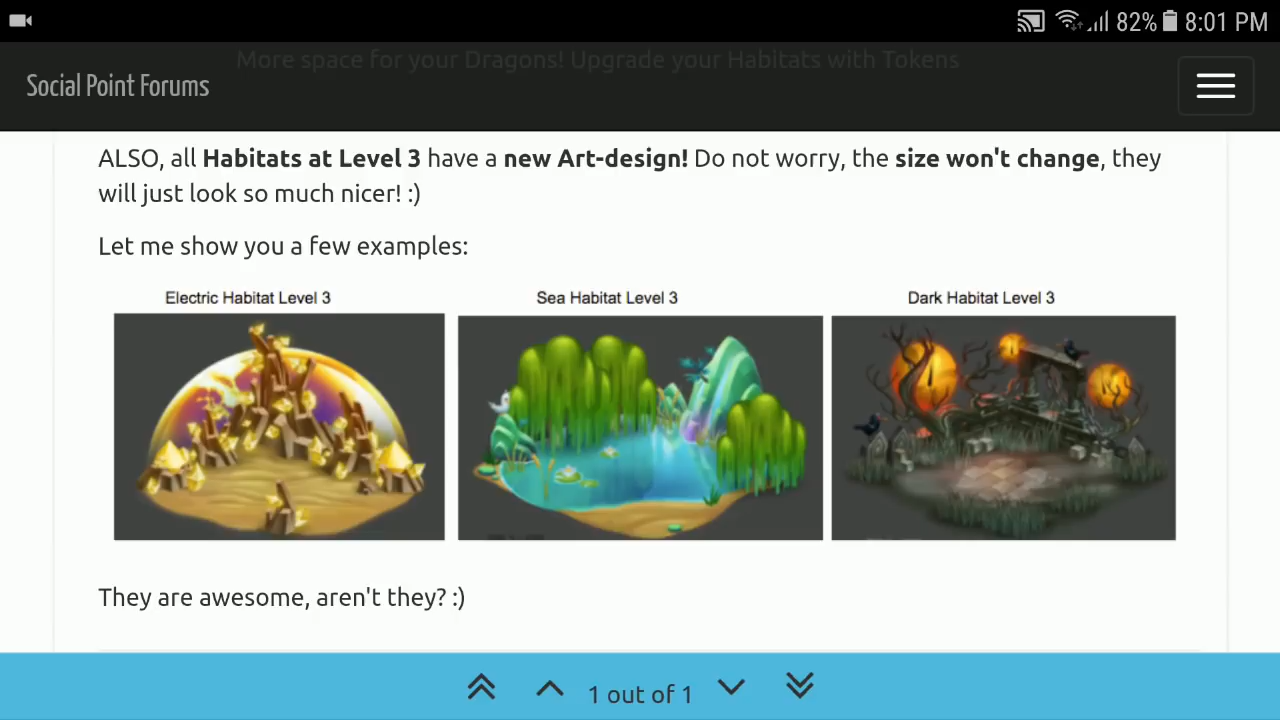 82% 8:01 PM
More space for your Dragons! Upgrade your Habitats with Tokens
Social Point Forums
ALSO, all Habitats at Level 3 have a new Art-design! Do not worry, the size won't change, they
will just look so much nicer! :)
Let me show you a few examples:
Electric Habitat Level 3
Sea Habitat Level 3
Dark Habitat Level 3
They are awesome, aren't they? :)
1 out of 1